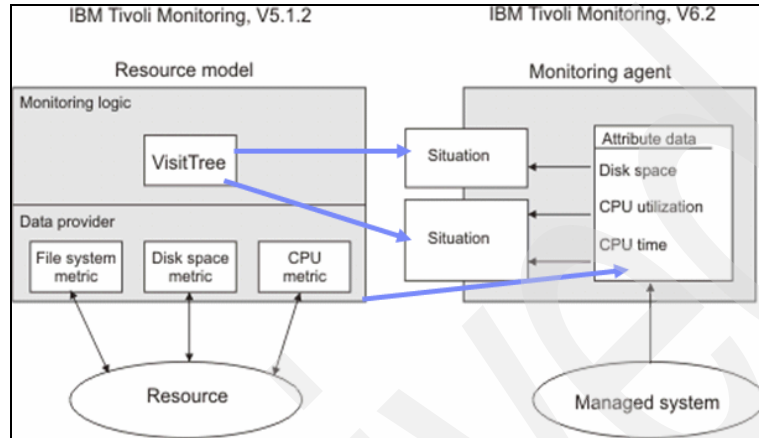 IBM Tivoli Monitoring, V5.1.2
IBM Tivoli Monitoring, V6.2
Resource model
Monitoring agent
Monitoring logic
VisitTree
Data provider
File system
metric
Disk space
metric
CPU
metric
Resource
Situation
Situation
Attribute data
Disk space
CPU utilization
CPU time
Managed system